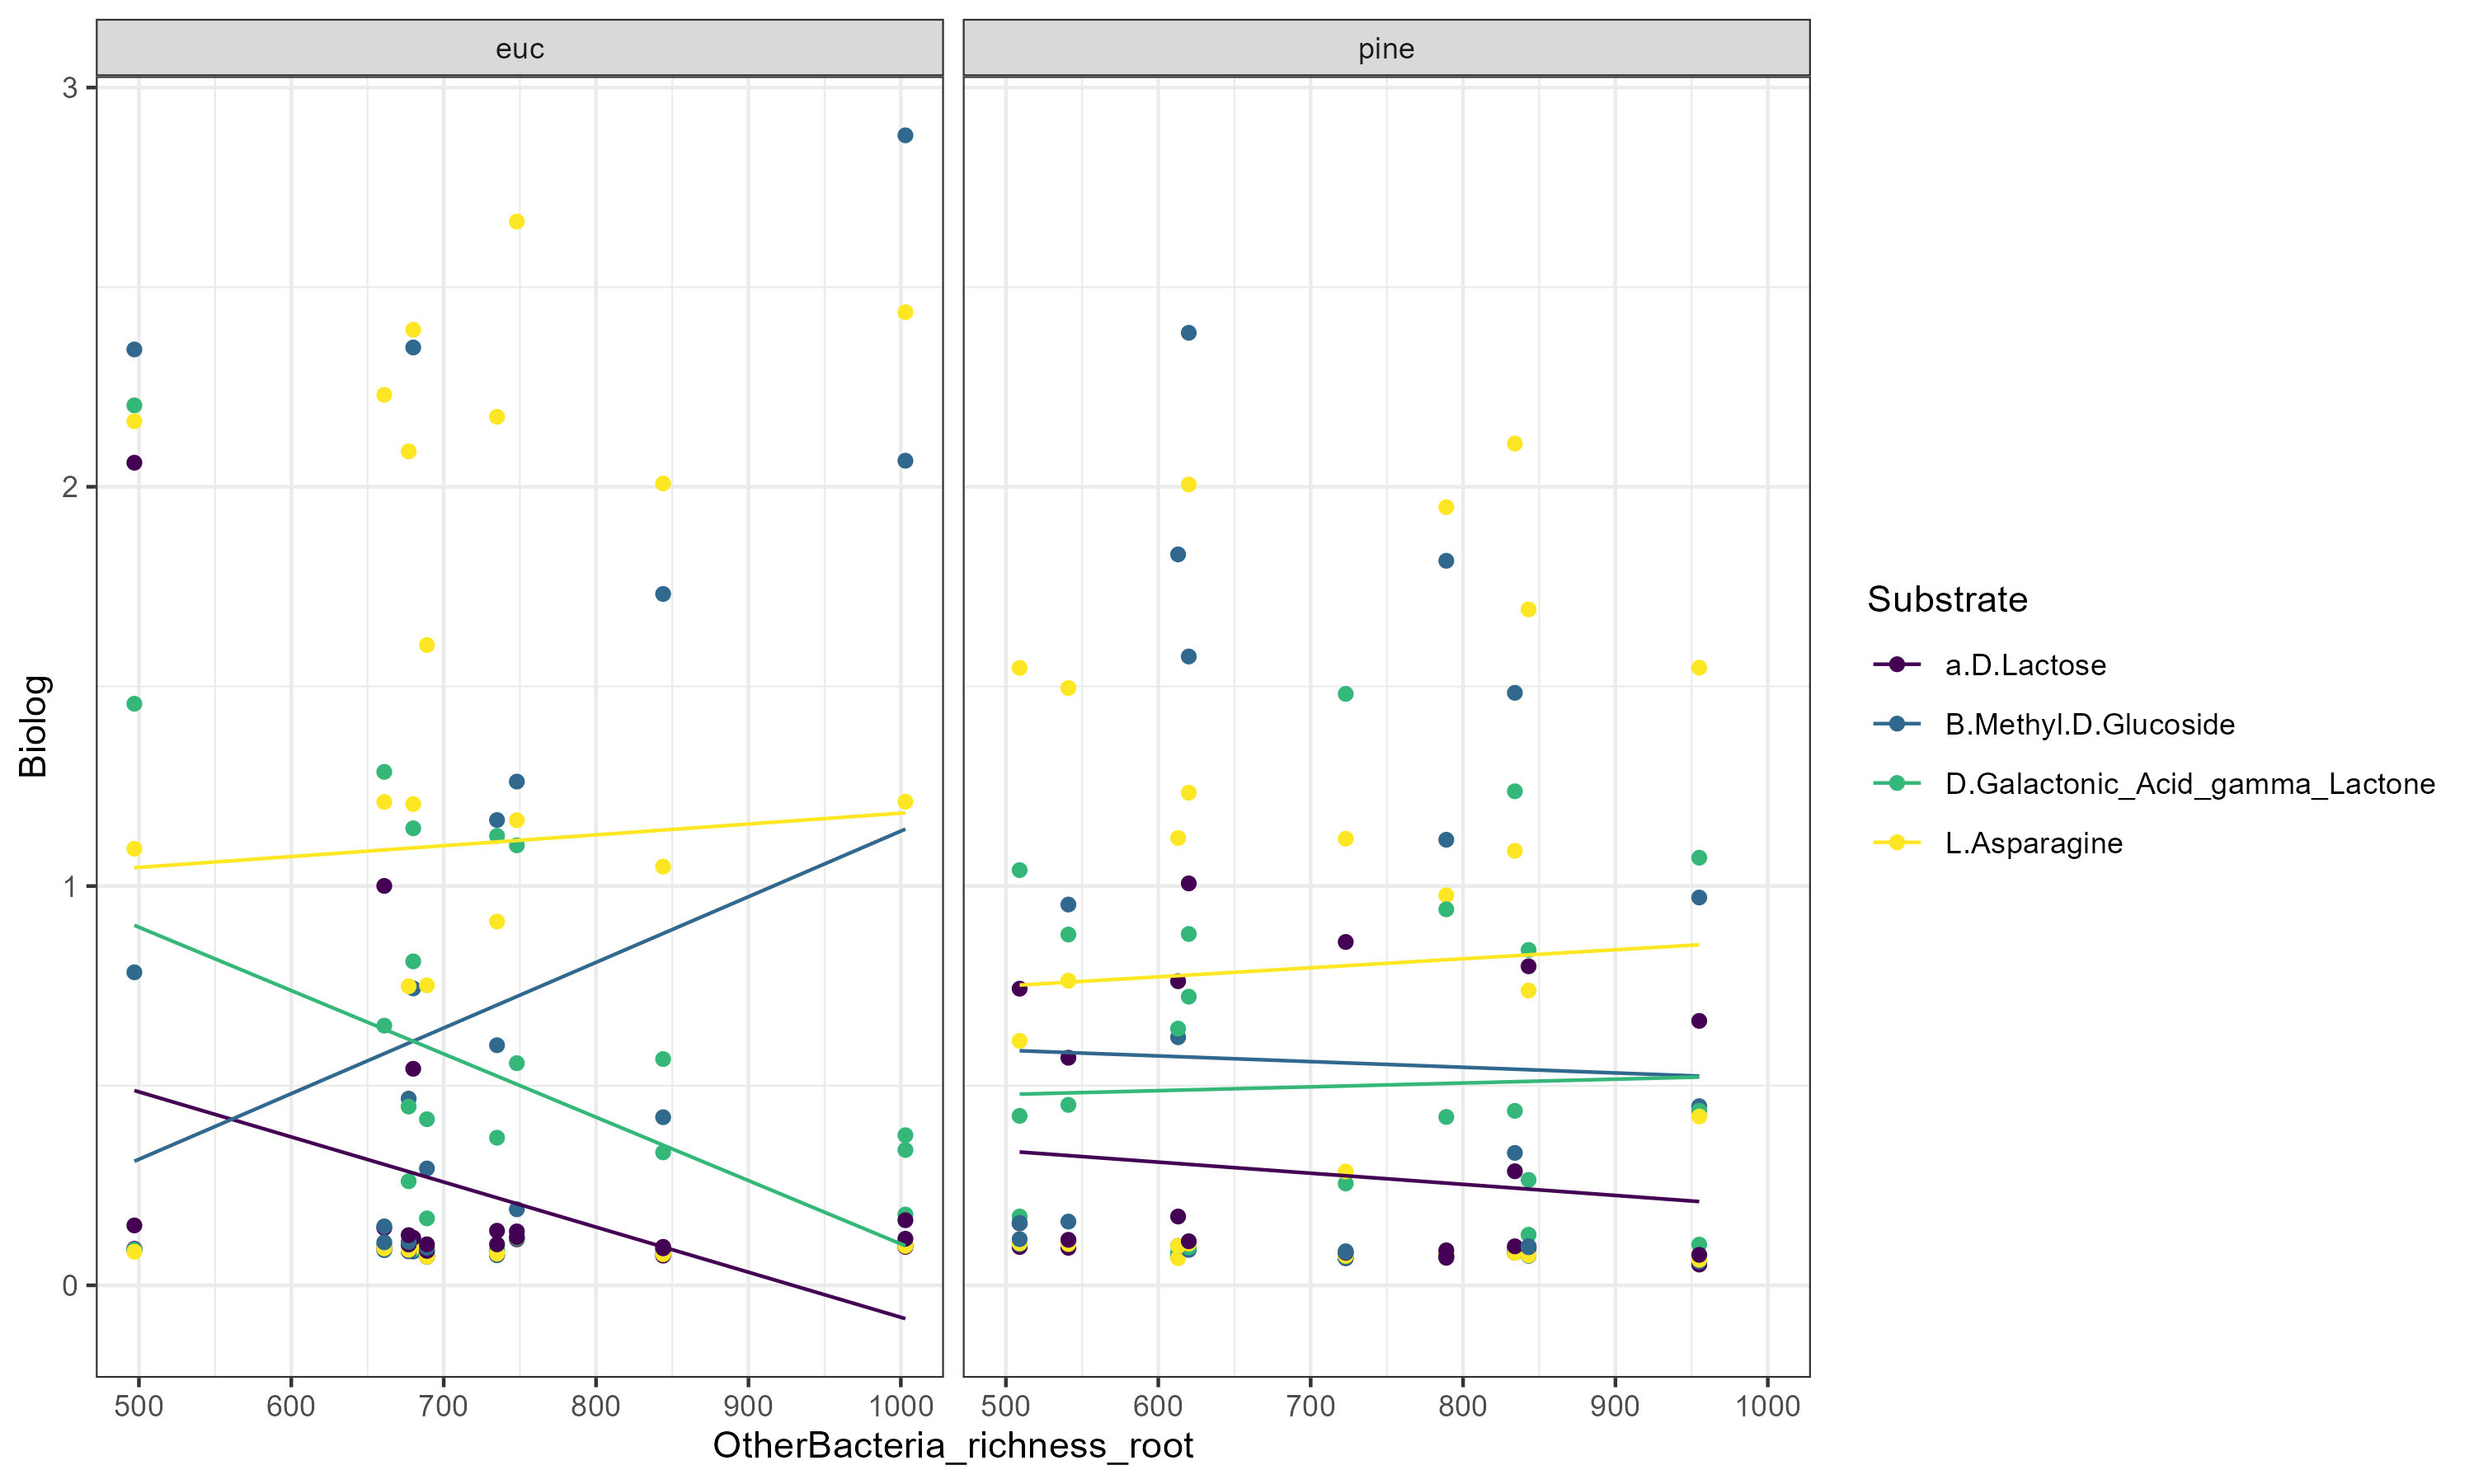 euc
pine
3
2
1
0
Biolog
500 600 700 800 900 1000
500 600 700 800 900 1000
OtherBacteria_richness_root
Substrate
a.D.Lactose
B.Methyl.D.Glucoside
D.Galactonic_Acid_gamma_Lactone
L.Asparagine